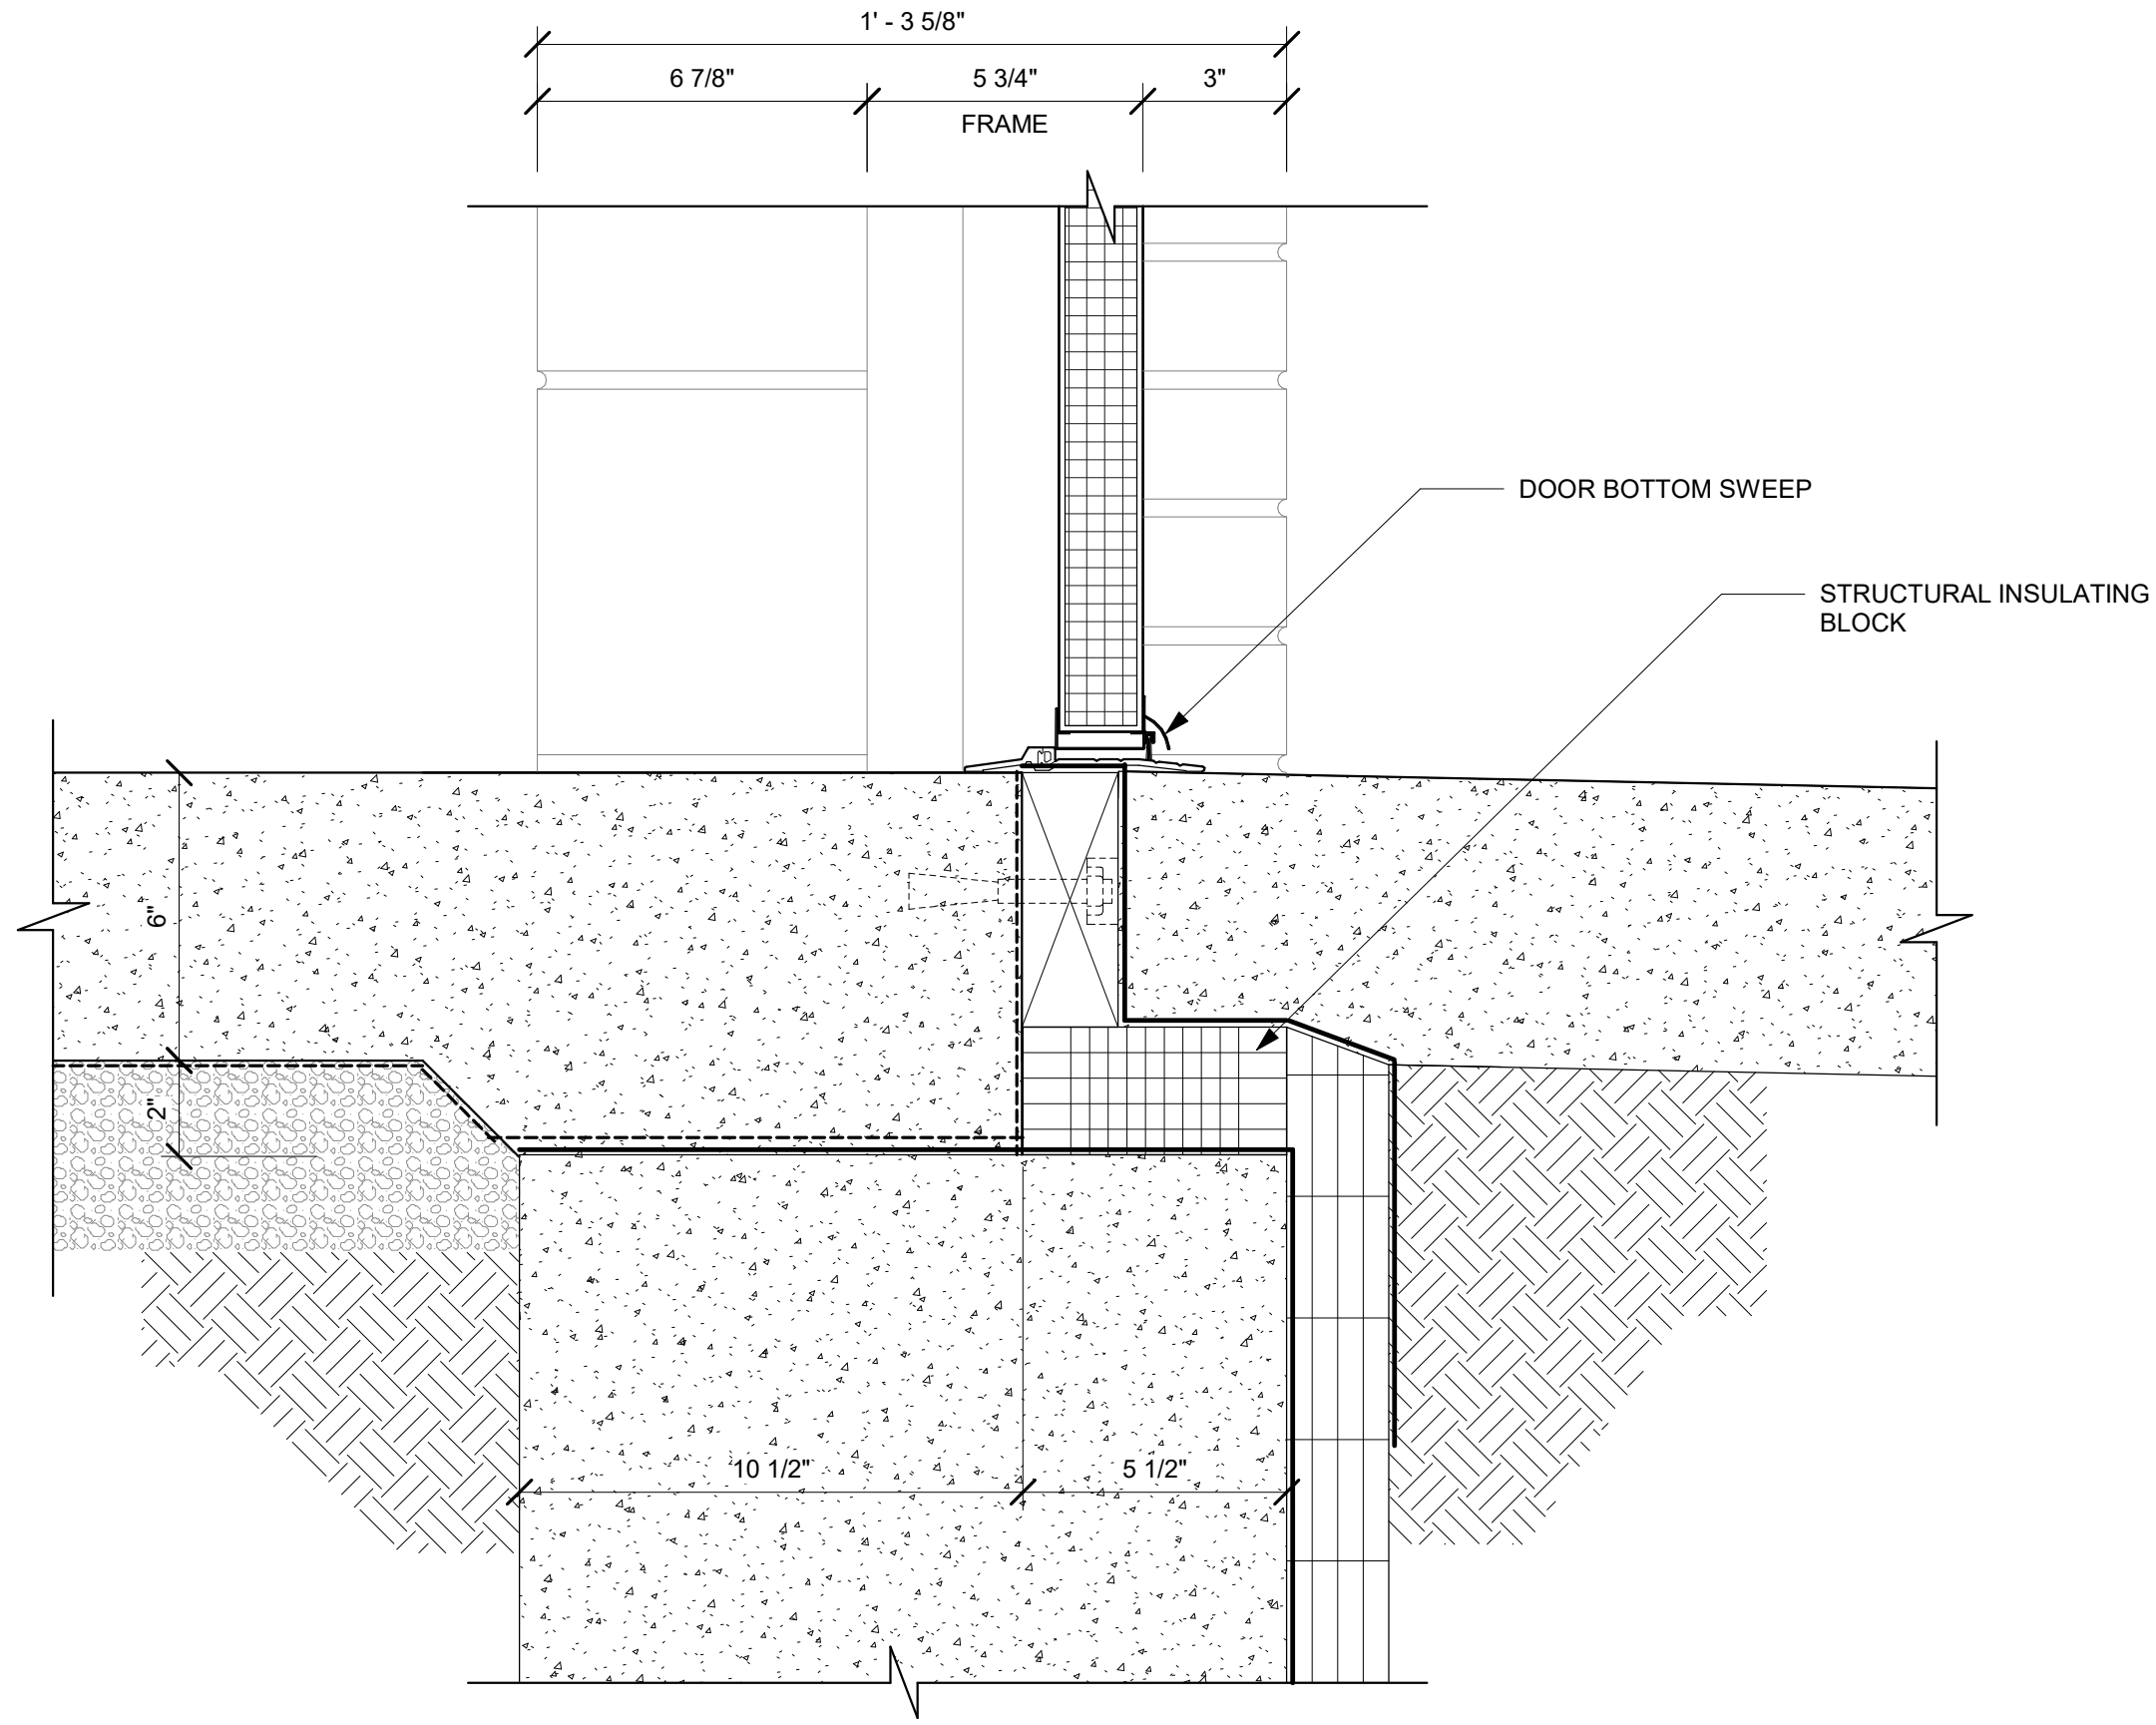 1' - 3 5/8"
6 7/8"
5 3/4"
3"
FRAME
DOOR BOTTOM SWEEP
STRUCTURAL INSULATING
BLOCK
6"
2"
10 1/2"
5 1/2"